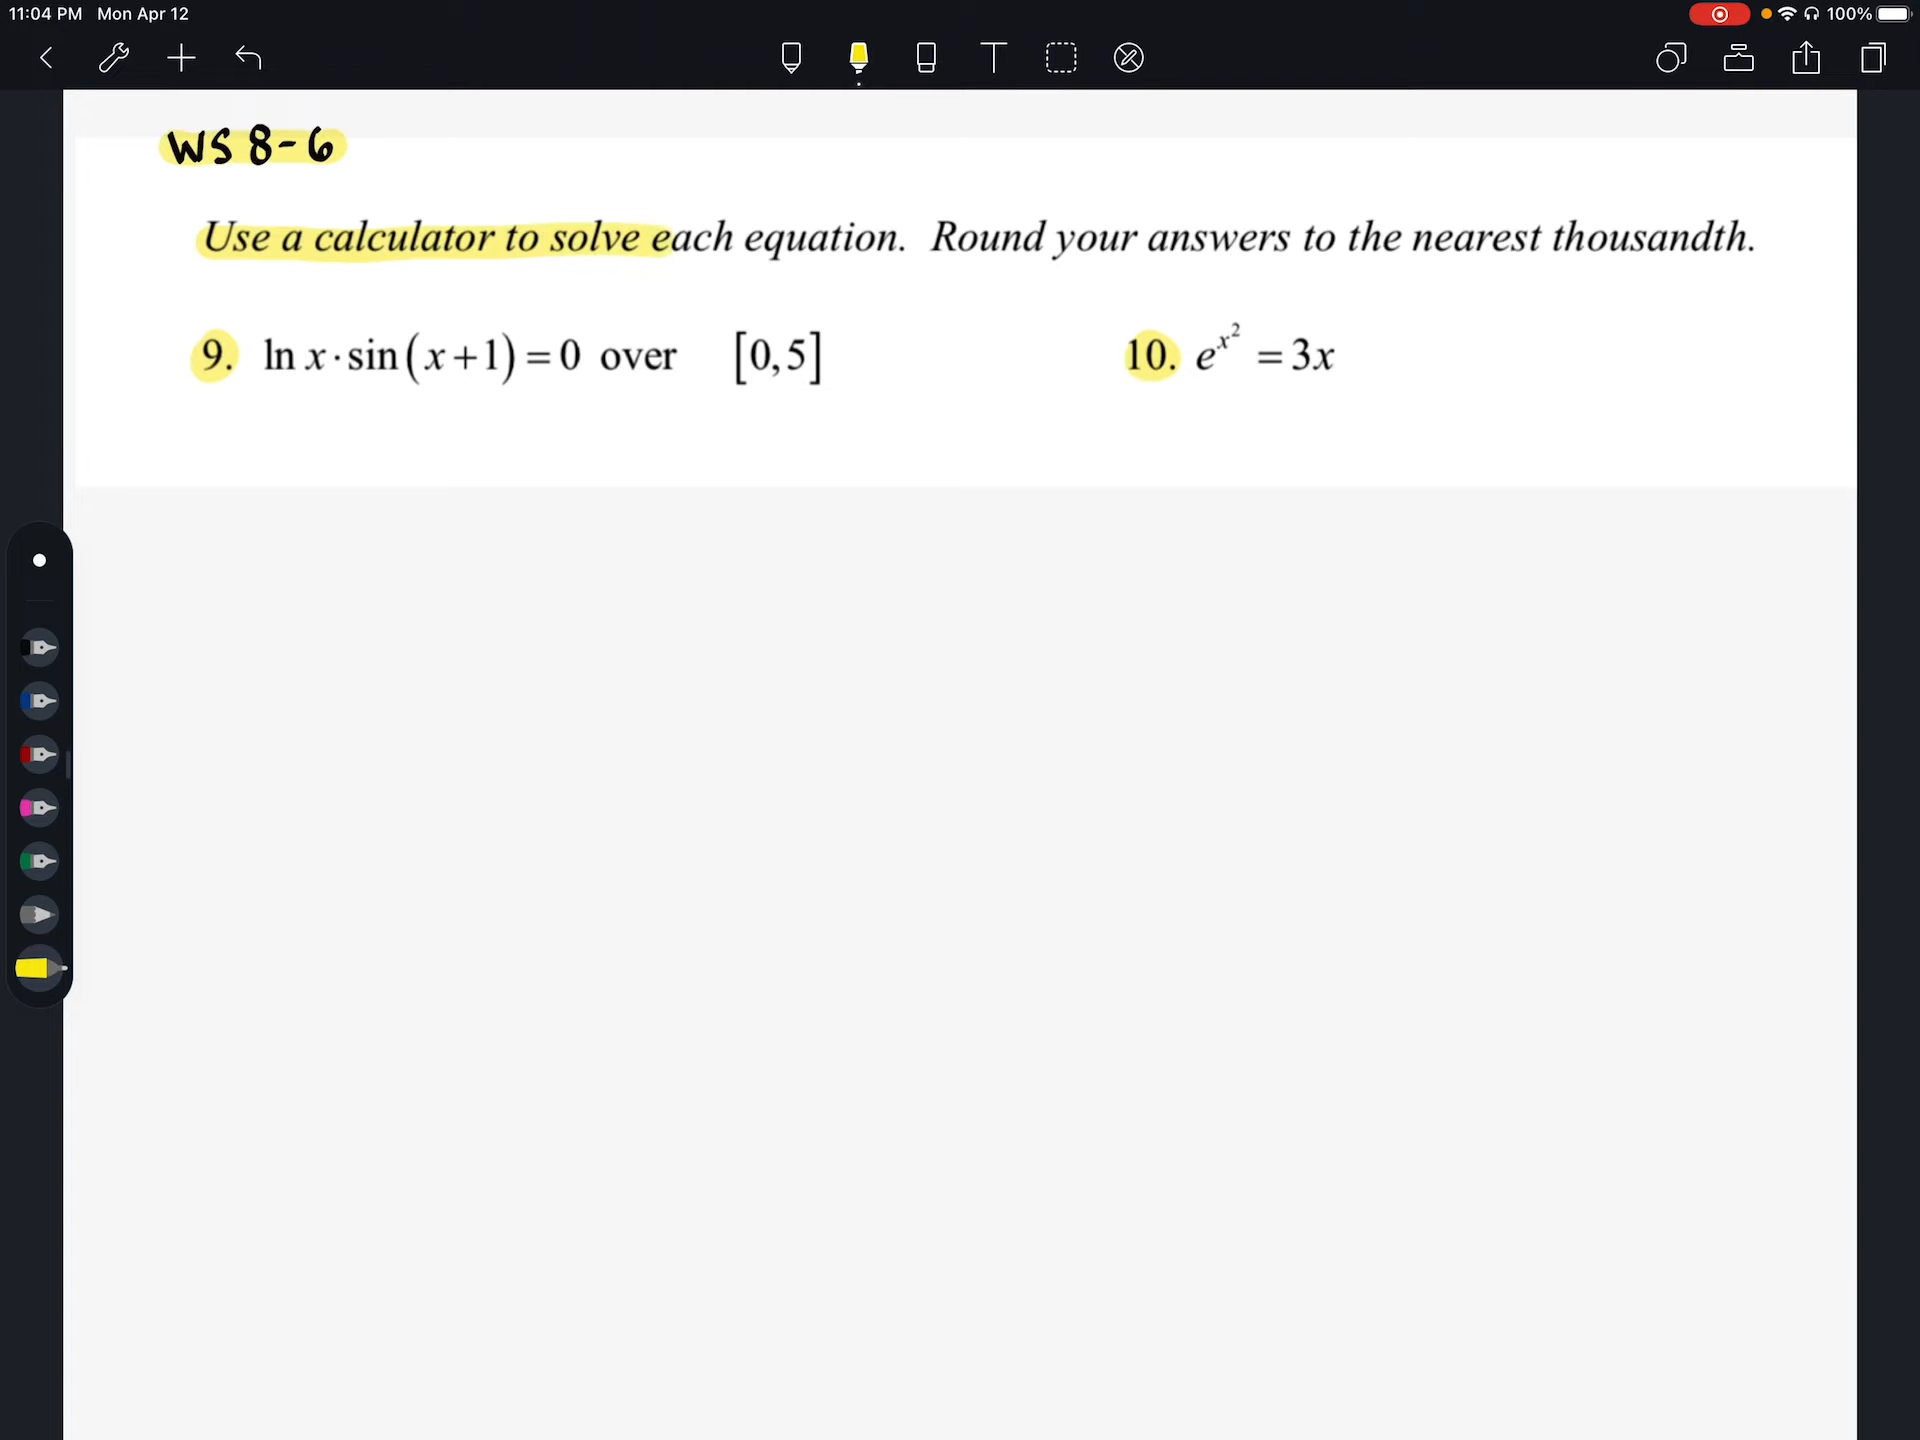 11:04 PM Mon Apr 12
100%
WS 8-6
Use a calculator to solve each equation. Round your answers to the nearest thousandth.
9. ln x · sin(x+1) = 0 over [0,5]
10. e^{x^2} = 3x